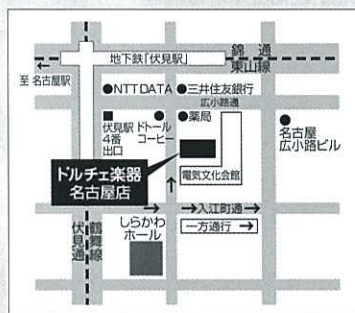 地下鉄「伏見駅」
錦通
東山線
至 名古屋駅
●NTT DATA
●三井住友銀行
広小路通
伏見駅
4番
出口
ドトール
コーヒー
●薬局
名古屋
広小路ビル
ドルチェ楽器
名古屋店
電気文化会館
入江町通
しらかわ
ホール
一方通行
伏見通
鶴舞線